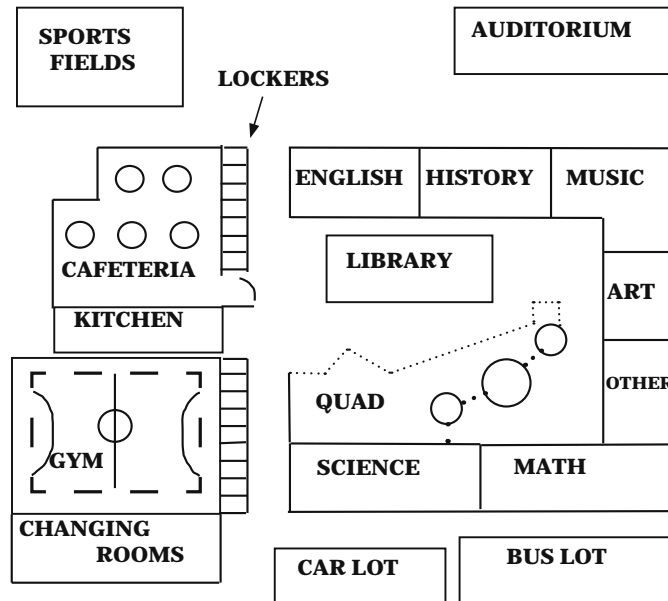 SPORTS
FIELDS
AUDITORIUM
LOCKERS
ENGLISH
HISTORY
MUSIC
LIBRARY
CAFETERIA
ART
KITCHEN
OTHER
QUAD
GYM
SCIENCE
MATH
CHANGING
ROOMS
CAR LOT
BUS LOT